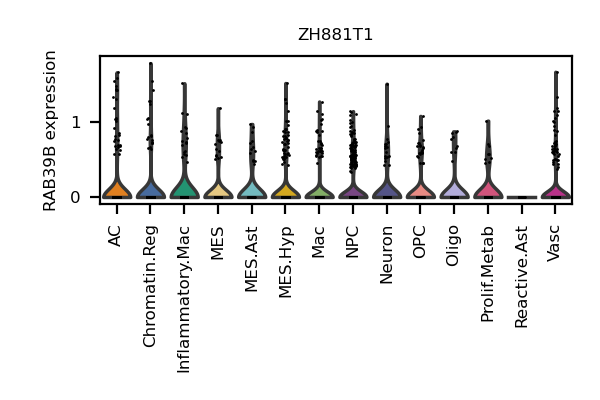 ZH881T1
RAB39B expression
1
0
AC
Chromatin.Reg
Inflammatory.Mac
MES
MES.Ast
MES.Hyp
Mac
NPC
Neuron
OPC
Oligo
Prolif.Metab
Reactive.Ast
Vasc